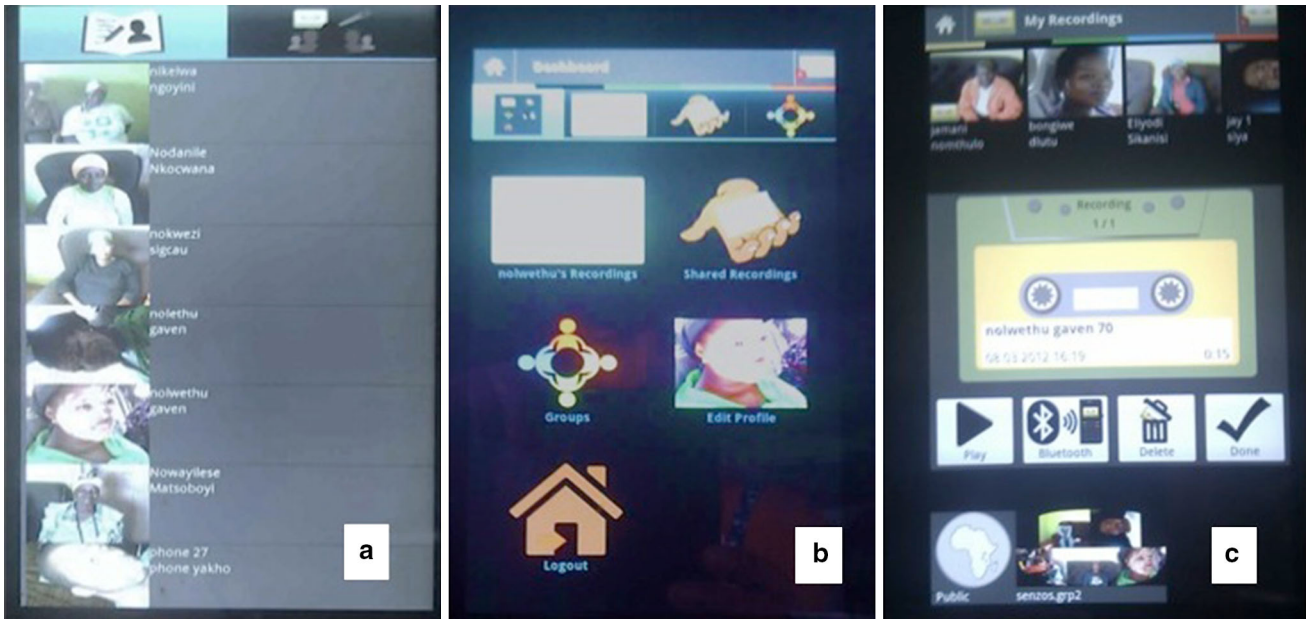 nikelwa
ngoyini
Nodanile
Nkocwana
nokwezi
sigcau
nolethu
gaven
nolwethu
gaven
Nowayilese
Matsoboyi
phone 27
phone yakho
a
Dashboard
nolwethu's Recordings
Shared Recordings
Groups
Edit Profile
Logout
b
My Recordings
jamani
nomthulo
bongiwe
dlutu
Eliyodi
Sikanisi
jay 1
siya
Recording
1/1
nolwethu gaven 70
08.03.2012 16:19
0:15
Play
Bluetooth
Delete
Done
Public
senzos.grp2
c